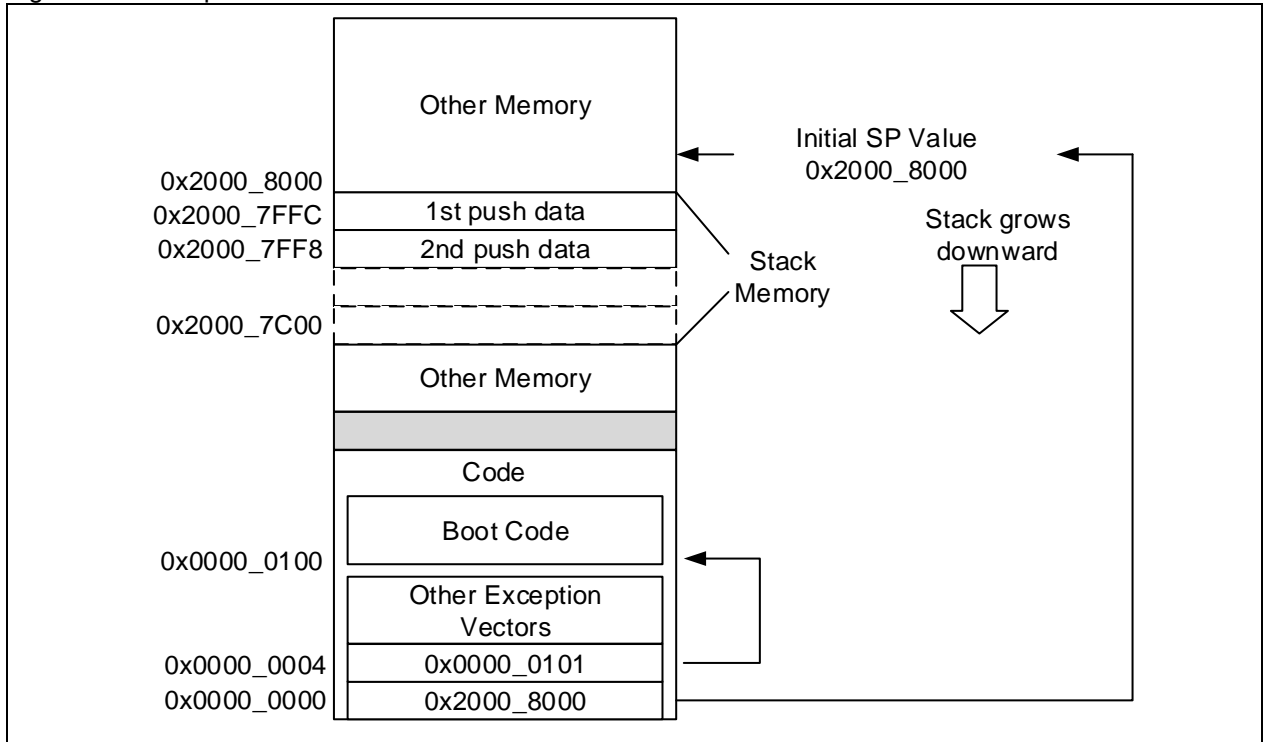 Other Memory
Initial SP Value
0x2000_8000
0x2000_8000
0x2000_7FFC
1st push data
Stack grows
downward
0x2000_7FF8
2nd push data
Stack
Memory
0x2000_7C00
Other Memory
Code
Boot Code
0x0000_0100
Other Exception
Vectors
0x0000_0004
0x0000_0101
0x0000_0000
0x2000_8000